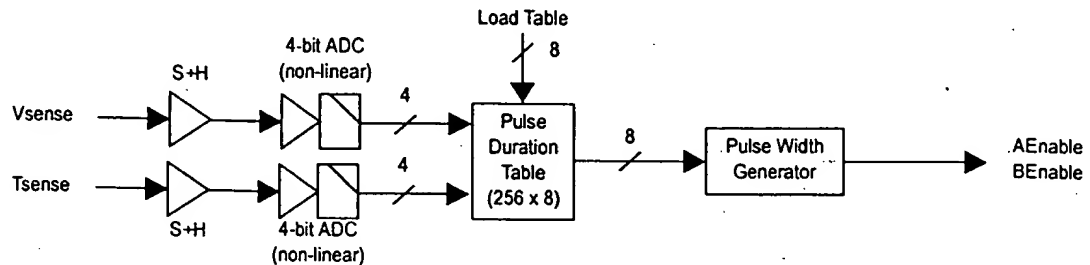 Load Table
8
4-bit ADC
(non-linear)
S+H
4
Vsense
Pulse
Duration
Table
(256 x 8)
8
Pulse Width
Generator
AEnable
BEnable
Tsense
4
S+H
4-bit ADC
(non-linear)